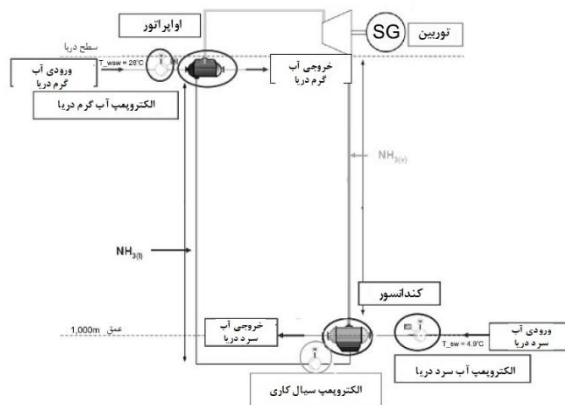 اواپراتور
SG
توربین
سطح دریا
T_wsw = 28°C
ورودی آب
گرم دریا
خروجی آب
گرم دریا
الکتروپمپ آب گرم دریا
NH3(v)
NH3(l)
کندانسور
1,000m عمق
خروجی آب
سرد دریا
T_sw = 4.9°C
ورودی آب
سرد دریا
الکتروپمپ آب سرد دریا
الکتروپمپ سیال کاری